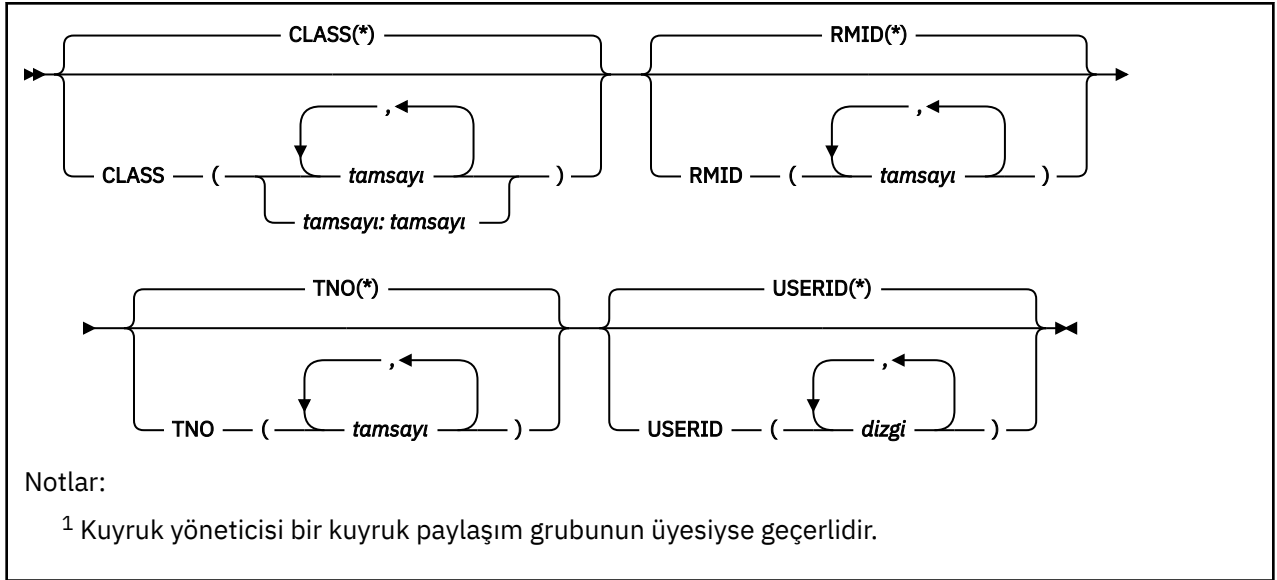 CLASS(*) RMID(*)
, ,
CLASS ( tamsayı ) RMID ( tamsayı )
tamsayı: tamsayı
TNO(*) USERID(*)
, ,
TNO ( tamsayı ) USERID ( dizgi )
Notlar:
1 Kuyruk yöneticisi bir kuyruk paylaşım grubunun üyesiyse geçerlidir.